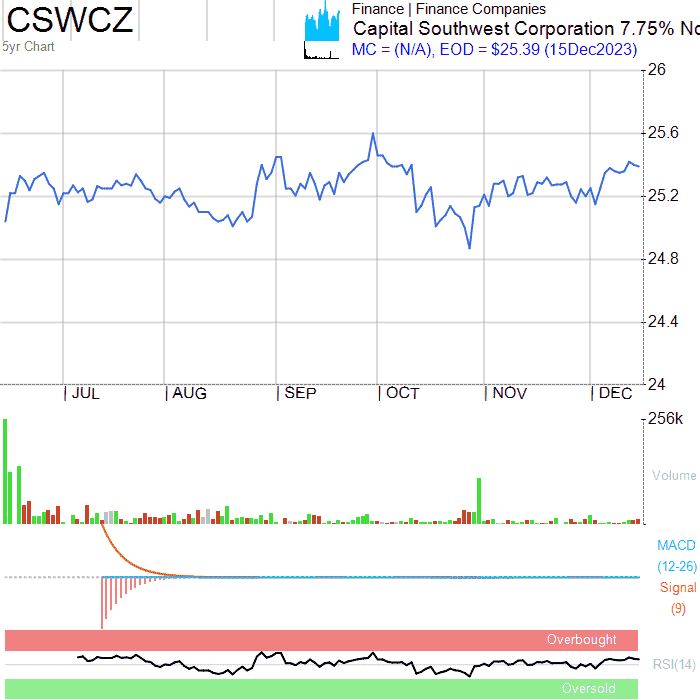 CSWCZ
5yr Chart
Finance | Finance Companies
Capital Southwest Corporation 7.75% No
MC = (N/A), EOD = $25.39 (15Dec2023)
26
25.6
25.2
24.8
24.4
24
JUL AUG SEP OCT NOV DEC
256k
Volume
MACD
(12-26)
Signal
(9)
Overbought
RSI(14)
Oversold